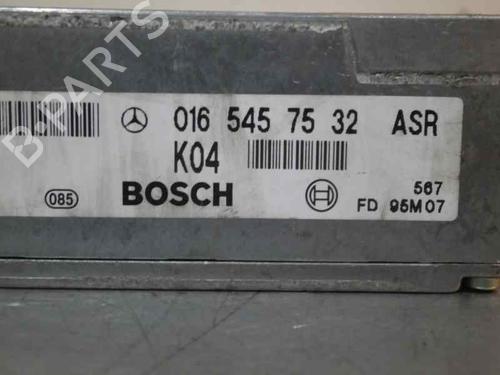 016 545 75 32 ASR
K04
085 BOSCH
567
FD 95M07
B-PARTS